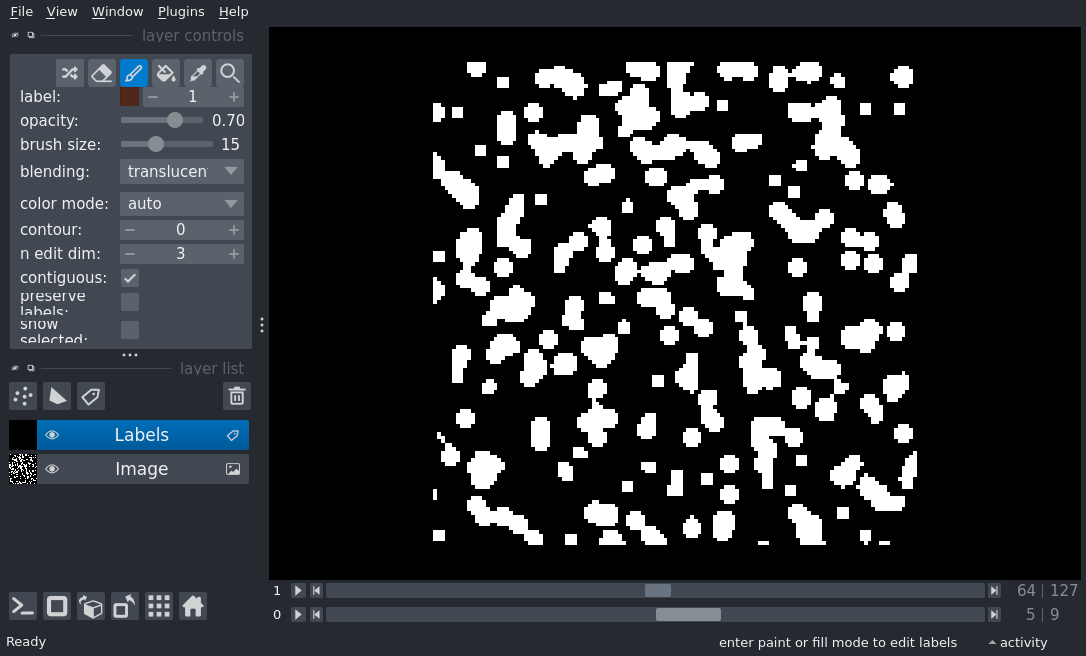 File View Window Plugins Help
layer controls
label: − 1 +
opacity: 0.70
brush size: 15
blending: translucen
color mode: auto
contour: − 0 +
n edit dim: − 3 +
contiguous:
preserve
labels:
show
selected:
layer list
Labels
Image
1 64 | 127
0 5 | 9
Ready enter paint or fill mode to edit labels activity